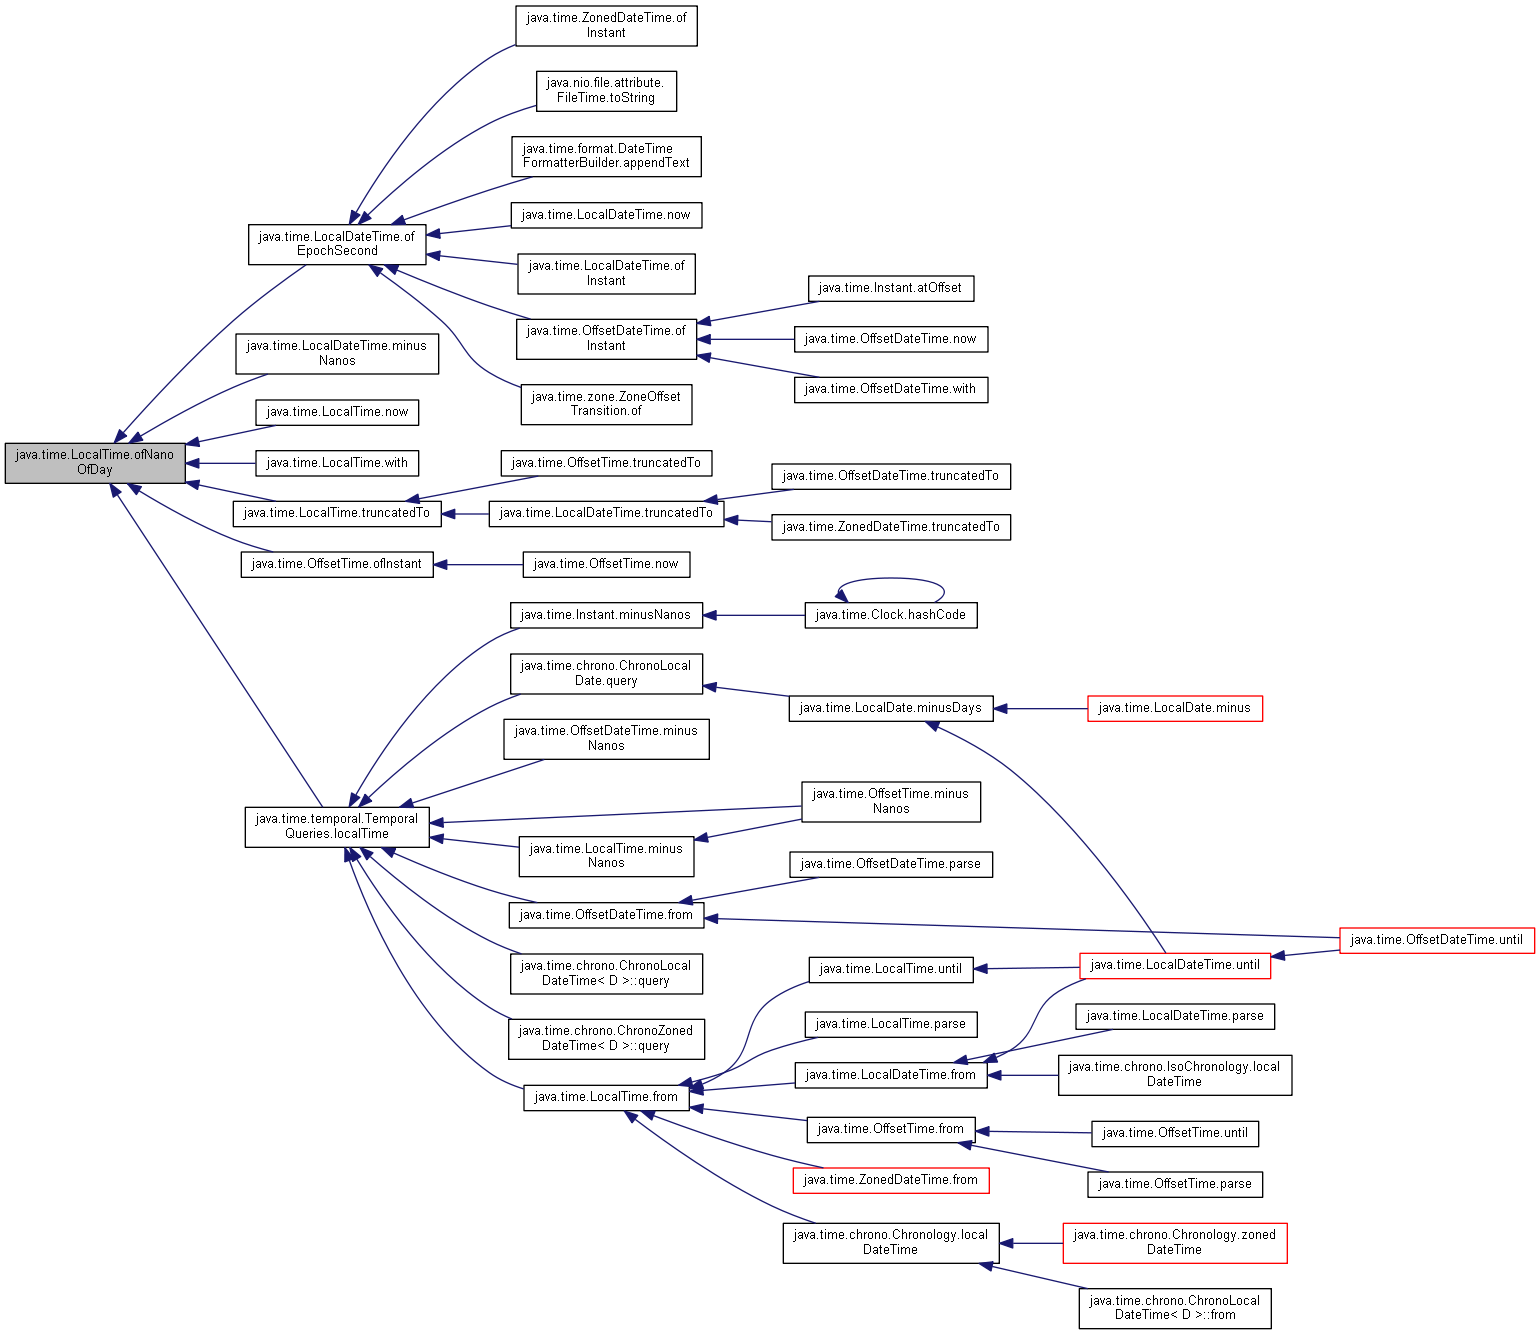 java.time.ZonedDateTime.of
Instant
java.nio.file.attribute.
FileTime.toString
java.time.format.DateTime
FormatterBuilder.appendText
java.time.LocalDateTime.now
java.time.LocalDateTime.of
EpochSecond
java.time.LocalDateTime.of
Instant
java.time.Instant.atOffset
java.time.OffsetDateTime.of
Instant
java.time.OffsetDateTime.now
java.time.LocalDateTime.minus
Nanos
java.time.OffsetDateTime.with
java.time.zone.ZoneOffset
Transition.of
java.time.LocalTime.now
java.time.LocalTime.ofNano
OfDay
java.time.LocalTime.with
java.time.OffsetTime.truncatedTo
java.time.OffsetDateTime.truncatedTo
java.time.LocalTime.truncatedTo
java.time.LocalDateTime.truncatedTo
java.time.ZonedDateTime.truncatedTo
java.time.OffsetTime.ofInstant
java.time.OffsetTime.now
java.time.Instant.minusNanos
java.time.Clock.hashCode
java.time.chrono.ChronoLocal
Date.query
java.time.LocalDate.minusDays
java.time.LocalDate.minus
java.time.OffsetDateTime.minus
Nanos
java.time.OffsetTime.minus
Nanos
java.time.temporal.Temporal
Queries.localTime
java.time.LocalTime.minus
Nanos
java.time.OffsetDateTime.parse
java.time.OffsetDateTime.from
java.time.OffsetDateTime.until
java.time.chrono.ChronoLocal
DateTime< D >::query
java.time.LocalTime.until
java.time.LocalDateTime.until
java.time.chrono.ChronoZoned
DateTime< D >::query
java.time.LocalTime.parse
java.time.LocalDateTime.parse
java.time.LocalDateTime.from
java.time.chrono.IsoChronology.local
DateTime
java.time.LocalTime.from
java.time.OffsetTime.from
java.time.OffsetTime.until
java.time.ZonedDateTime.from
java.time.OffsetTime.parse
java.time.chrono.Chronology.local
DateTime
java.time.chrono.Chronology.zoned
DateTime
java.time.chrono.ChronoLocal
DateTime< D >::from